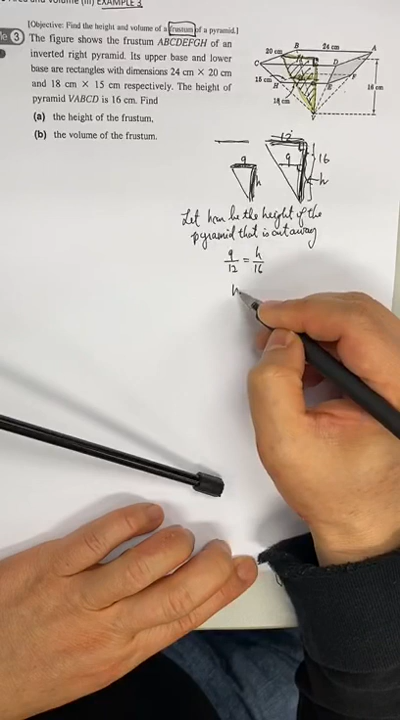 EXAMPLE 3
[Objective: Find the height and volume of a frustum of a pyramid.]
3 The figure shows the frustum ABCDEFGH of an
inverted right pyramid. Its upper base and lower
base are rectangles with dimensions 24 cm × 20 cm
and 18 cm × 15 cm respectively. The height of
pyramid VABCD is 16 cm. Find
(a) the height of the frustum,
(b) the volume of the frustum.
20 cm B 24 cm A
C D
15 cm H E F 16 cm
18 cm
V
12
9 9 16
h h
Let h cm be the height of the
pyramid that is cut away
9/12 = h/16
h